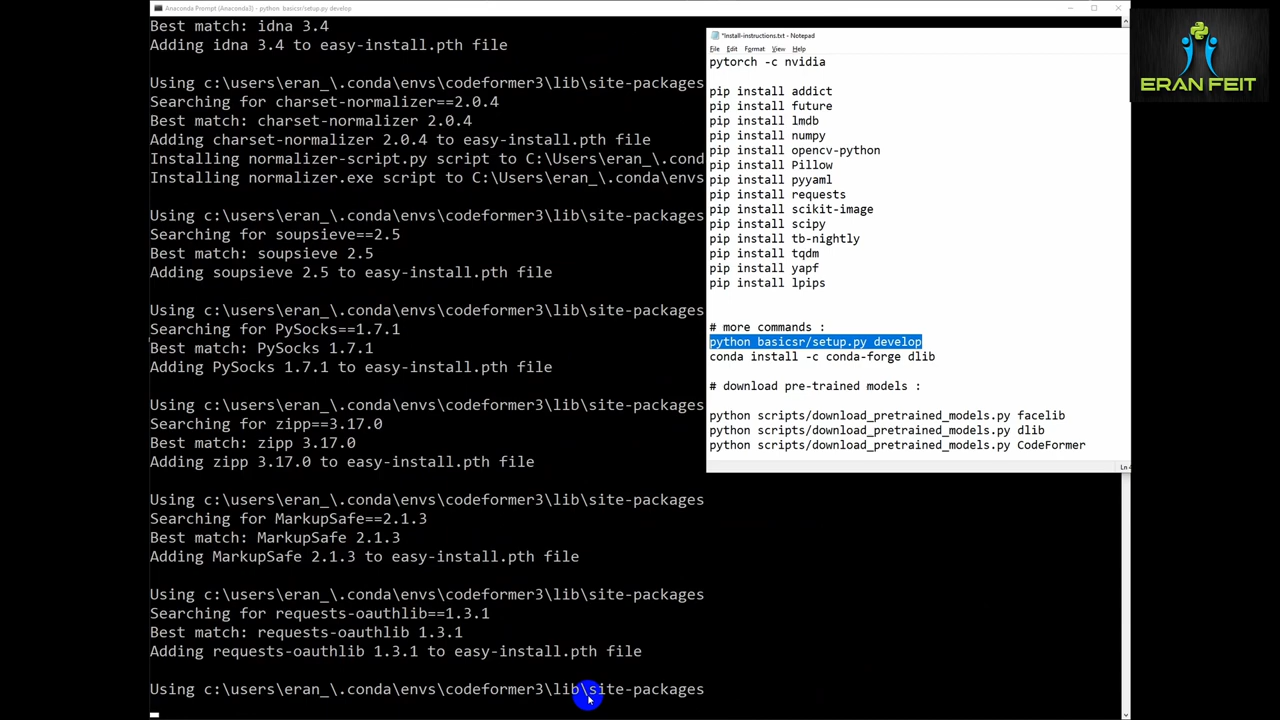 Anaconda Prompt (Anaconda3) - python basicsr/setup.py develop
Best match: idna 3.4
Adding idna 3.4 to easy-install.pth file
Using c:\users\eran_\.conda\envs\codeformer3\lib\site-packages
Searching for charset-normalizer==2.0.4
Best match: charset-normalizer 2.0.4
Adding charset-normalizer 2.0.4 to easy-install.pth file
Installing normalizer-script.py script to C:\Users\eran_\.cond
Installing normalizer.exe script to C:\Users\eran_\.conda\envs
Using c:\users\eran_\.conda\envs\codeformer3\lib\site-packages
Searching for soupsieve==2.5
Best match: soupsieve 2.5
Adding soupsieve 2.5 to easy-install.pth file
Using c:\users\eran_\.conda\envs\codeformer3\lib\site-packages
Searching for PySocks==1.7.1
Best match: PySocks 1.7.1
Adding PySocks 1.7.1 to easy-install.pth file
Using c:\users\eran_\.conda\envs\codeformer3\lib\site-packages
Searching for zipp==3.17.0
Best match: zipp 3.17.0
Adding zipp 3.17.0 to easy-install.pth file
Using c:\users\eran_\.conda\envs\codeformer3\lib\site-packages
Searching for MarkupSafe==2.1.3
Best match: MarkupSafe 2.1.3
Adding MarkupSafe 2.1.3 to easy-install.pth file
Using c:\users\eran_\.conda\envs\codeformer3\lib\site-packages
Searching for requests-oauthlib==1.3.1
Best match: requests-oauthlib 1.3.1
Adding requests-oauthlib 1.3.1 to easy-install.pth file
Using c:\users\eran_\.conda\envs\codeformer3\lib\site-packages
*Install-instructions.txt - Notepad
File Edit Format View Help
pytorch -c nvidia
pip install addict
pip install future
pip install lmdb
pip install numpy
pip install opencv-python
pip install Pillow
pip install pyyaml
pip install requests
pip install scikit-image
pip install scipy
pip install tb-nightly
pip install tqdm
pip install yapf
pip install lpips
# more commands :
python basicsr/setup.py develop
conda install -c conda-forge dlib
# download pre-trained models :
python scripts/download_pretrained_models.py facelib
python scripts/download_pretrained_models.py dlib
python scripts/download_pretrained_models.py CodeFormer
ERAN FEIT